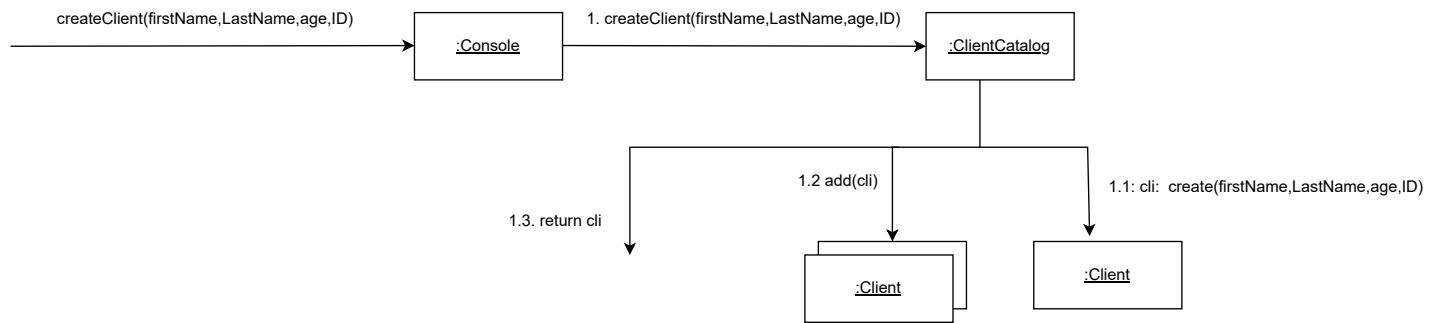 createClient(firstName,LastName,age,ID)
1. createClient(firstName,LastName,age,ID)
:Console
:ClientCatalog
1.2 add(cli)
1.1: cli: create(firstName,LastName,age,ID)
1.3. return cli
:Client
:Client